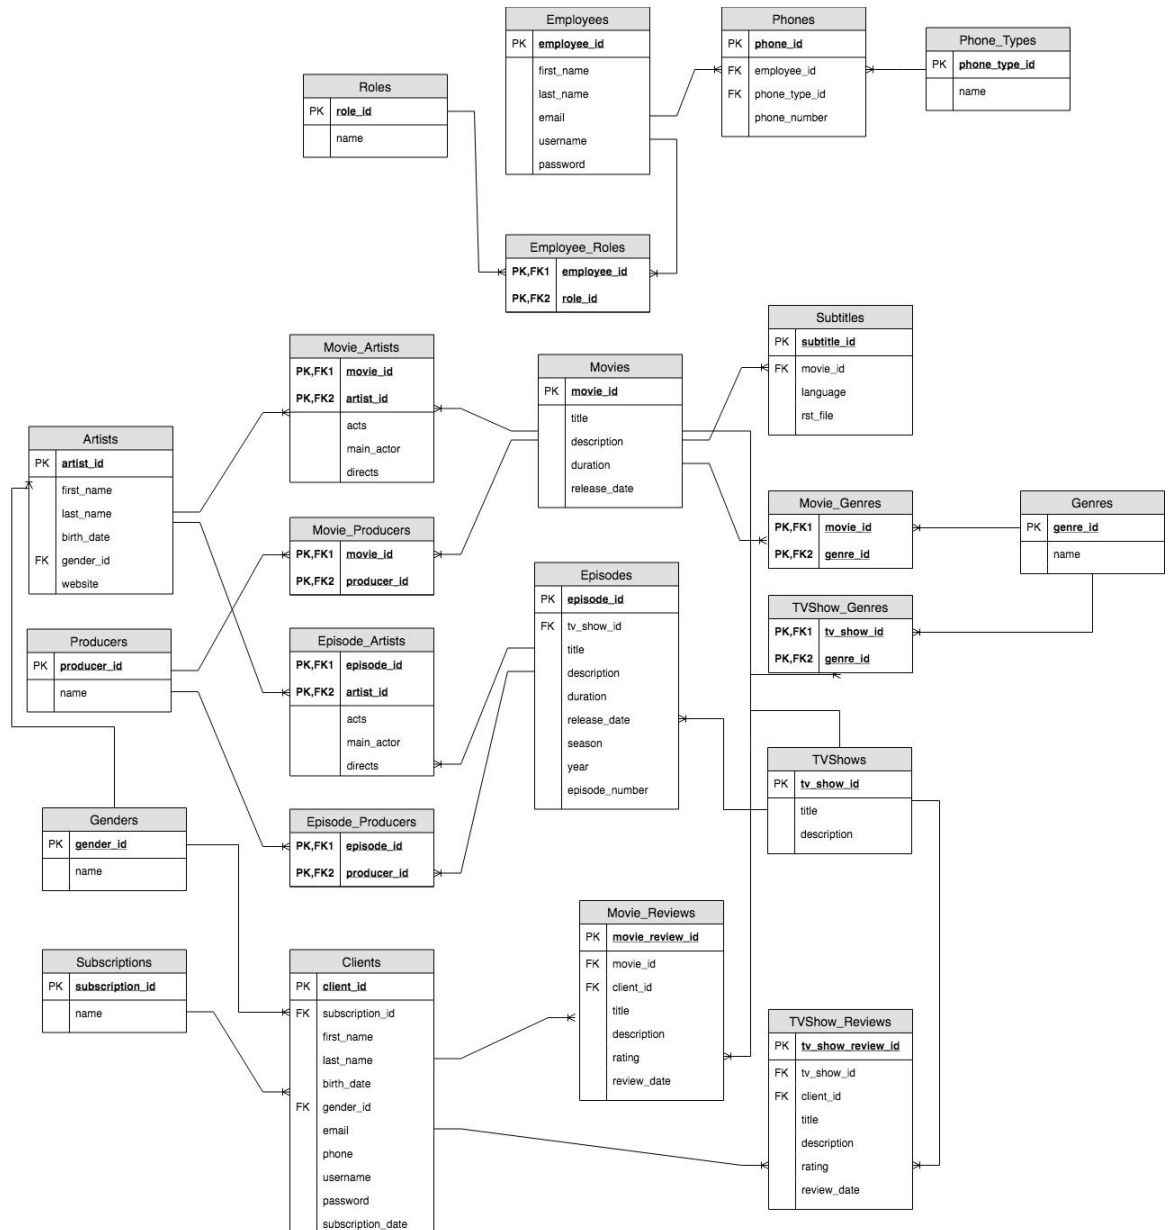 Employees
PK employee_id
first_name
last_name
email
username
password
Phones
PK phone_id
FK employee_id
FK phone_type_id
phone_number
Phone_Types
PK phone_type_id
name
Roles
PK role_id
name
Employee_Roles
PK,FK1 employee_id
PK,FK2 role_id
Subtitles
PK subtitle_id
FK movie_id
language
rst_file
Movie_Artists
PK,FK1 movie_id
PK,FK2 artist_id
acts
main_actor
directs
Movies
PK movie_id
title
description
duration
release_date
Artists
PK artist_id
first_name
last_name
birth_date
FK gender_id
website
Movie_Producers
PK,FK1 movie_id
PK,FK2 producer_id
Movie_Genres
PK,FK1 movie_id
PK,FK2 genre_id
Genres
PK genre_id
name
Episodes
PK episode_id
FK tv_show_id
title
description
duration
release_date
season
year
episode_number
TVShow_Genres
PK,FK1 tv_show_id
PK,FK2 genre_id
Producers
PK producer_id
name
Episode_Artists
PK,FK1 episode_id
PK,FK2 artist_id
acts
main_actor
directs
TVShows
PK tv_show_id
title
description
Genders
PK gender_id
name
Episode_Producers
PK,FK1 episode_id
PK,FK2 producer_id
Movie_Reviews
PK movie_review_id
FK movie_id
FK client_id
title
description
rating
review_date
Subscriptions
PK subscription_id
name
Clients
PK client_id
FK subscription_id
first_name
last_name
birth_date
FK gender_id
email
phone
username
password
subscription_date
TVShow_Reviews
PK tv_show_review_id
FK tv_show_id
FK client_id
title
description
rating
review_date